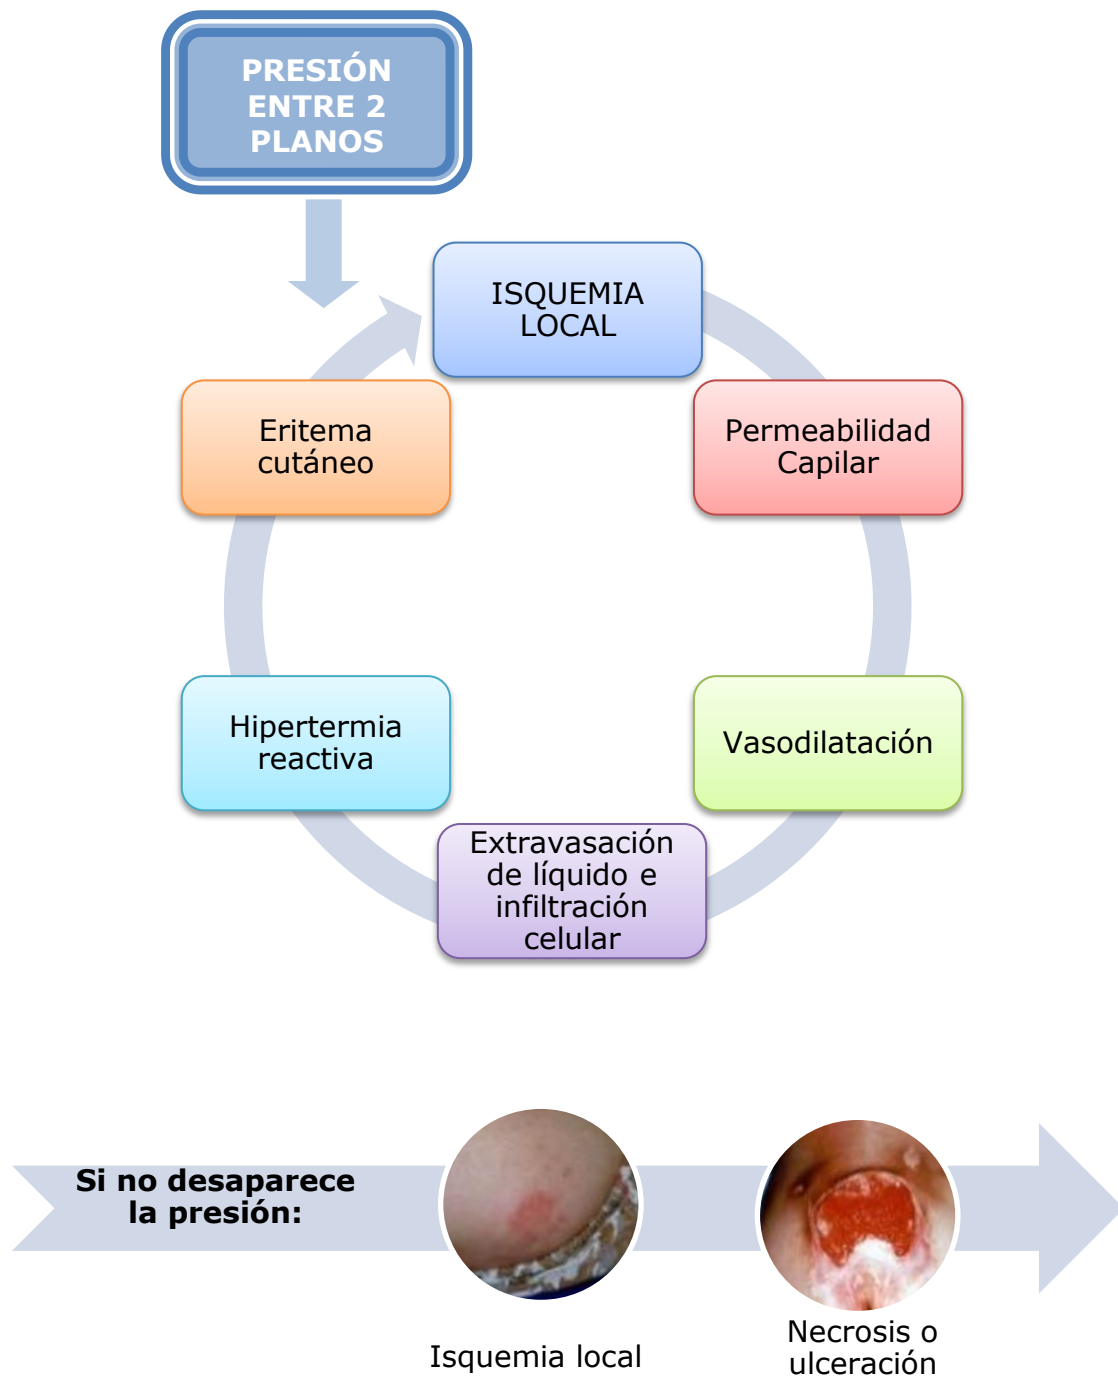 PRESIÓN
ENTRE 2
PLANOS
ISQUEMIA
LOCAL
Eritema
cutáneo
Permeabilidad
Capilar
Hipertermia
reactiva
Vasodilatación
Extravasación
de líquido e
infiltración
celular
Si no desaparece
la presión:
Isquemia local
Necrosis o
ulceración